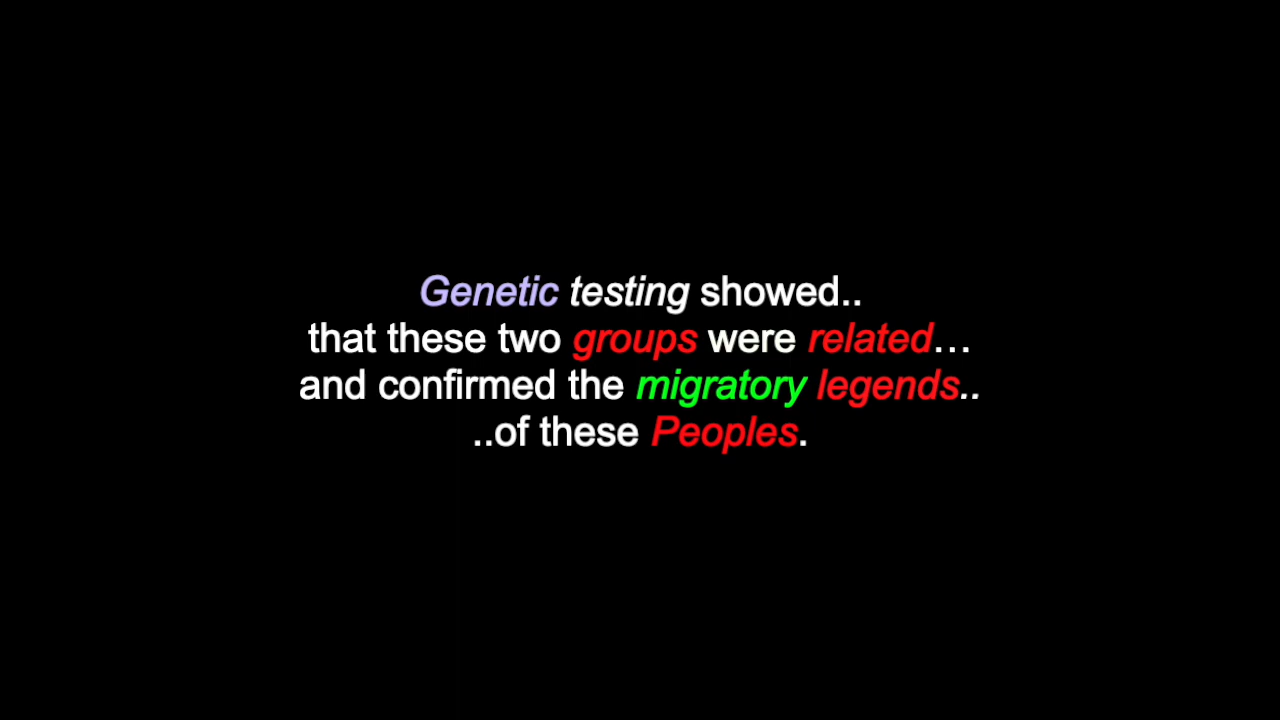 Genetic testing showed..
that these two groups were related…
and confirmed the migratory legends..
..of these Peoples.